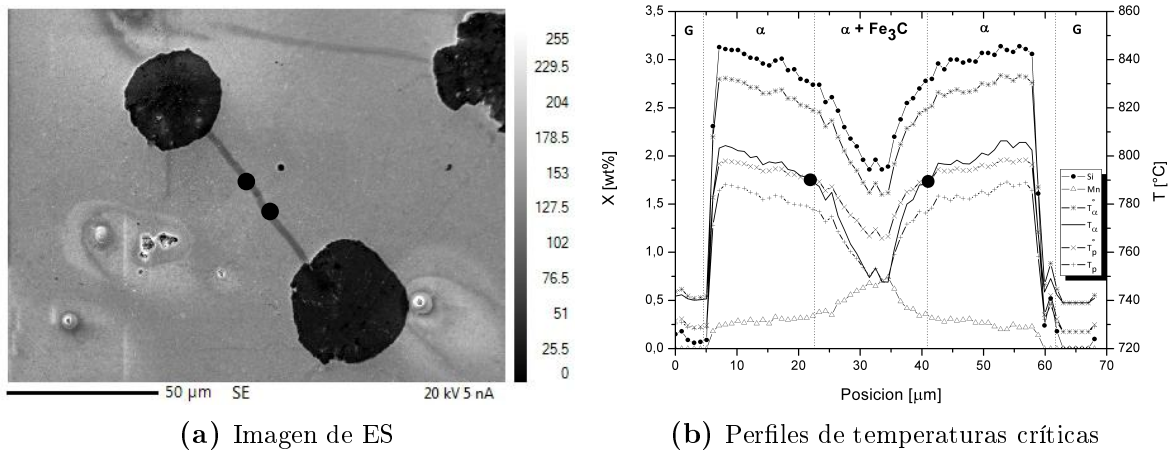 255
229.5
204
178.5
153
127.5
102
76.5
51
25.5
0
50 µm SE 20 kV 5 nA
(a) Imagen de ES
3,5
3,0
2,5
2,0
1,5
1,0
0,5
0,0
X [wt%]
G α α + Fe₃C α G
Si
Mn
T*α
Tα
T*p
Tp
860
840
820
800
780
760
740
720
T [°C]
0 10 20 30 40 50 60 70
Posicion [µm]
(b) Perfiles de temperaturas críticas